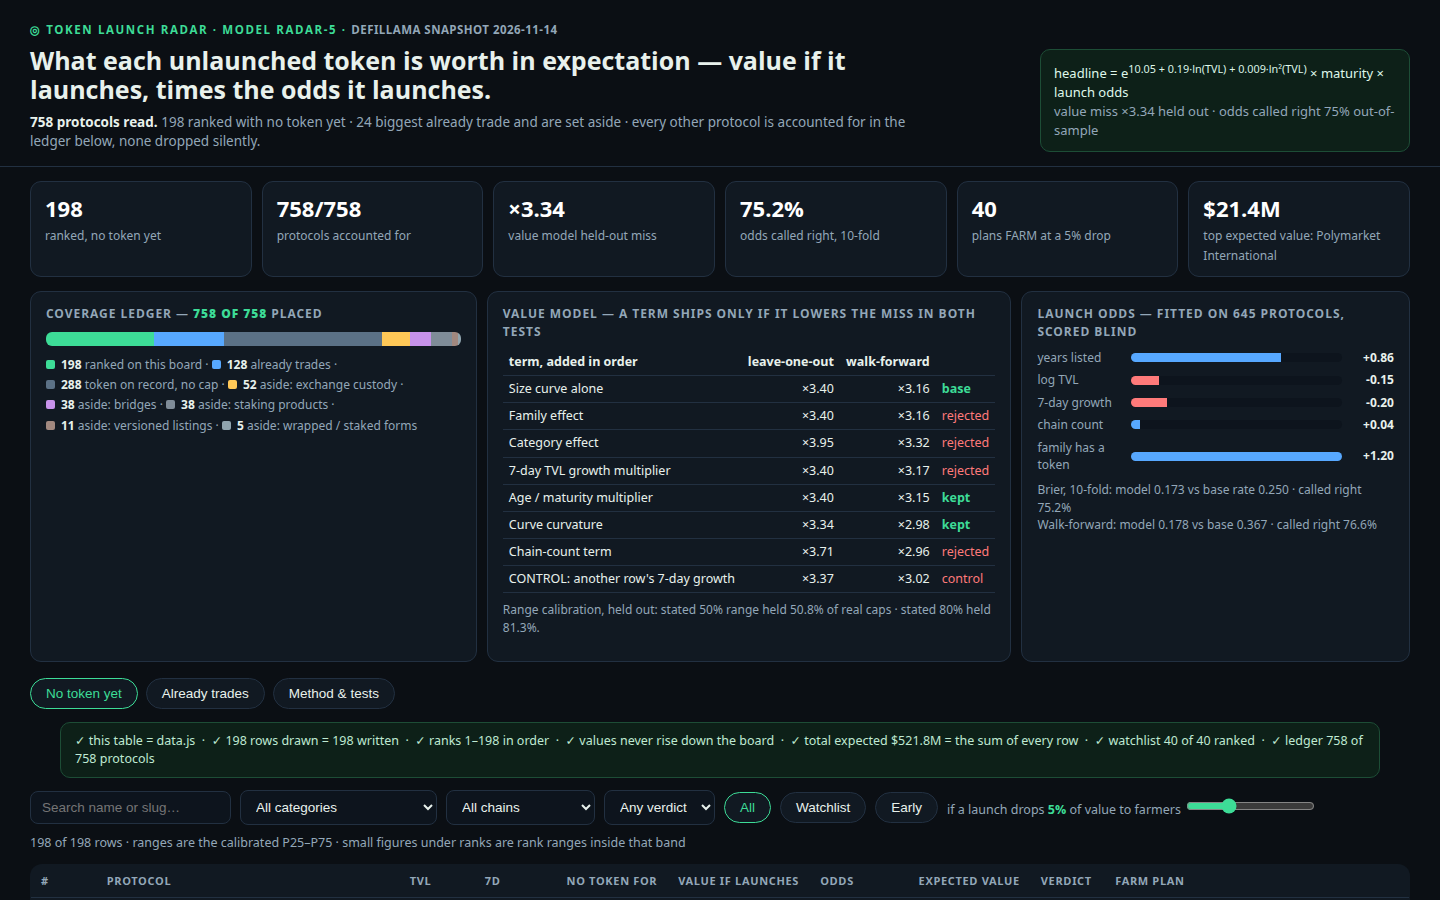 ◎ TOKEN LAUNCH RADAR · MODEL RADAR-5 · DEFILLAMA SNAPSHOT 2026-11-14
What each unlaunched token is worth in expectation — value if it
launches, times the odds it launches.
758 protocols read. 198 ranked with no token yet · 24 biggest already trade and are set aside · every other protocol is accounted for in the
ledger below, none dropped silently.
headline = e^10.05 + 0.19·ln(TVL) + 0.009·ln²(TVL) × maturity ×
launch odds
value miss ×3.34 held out · odds called right 75% out-of-
sample
198
ranked, no token yet
758/758
protocols accounted for
×3.34
value model held-out miss
75.2%
odds called right, 10-fold
40
plans FARM at a 5% drop
$21.4M
top expected value: Polymarket
International
COVERAGE LEDGER — 758 OF 758 PLACED
198 ranked on this board · 128 already trades ·
288 token on record, no cap · 52 aside: exchange custody ·
38 aside: bridges · 38 aside: staking products ·
11 aside: versioned listings · 5 aside: wrapped / staked forms
VALUE MODEL — A TERM SHIPS ONLY IF IT LOWERS THE MISS IN BOTH
TESTS
term, added in order leave-one-out walk-forward
Size curve alone ×3.40 ×3.16 base
Family effect ×3.40 ×3.16 rejected
Category effect ×3.95 ×3.32 rejected
7-day TVL growth multiplier ×3.40 ×3.17 rejected
Age / maturity multiplier ×3.40 ×3.15 kept
Curve curvature ×3.34 ×2.98 kept
Chain-count term ×3.71 ×2.96 rejected
CONTROL: another row's 7-day growth ×3.37 ×3.02 control
Range calibration, held out: stated 50% range held 50.8% of real caps · stated 80% held
81.3%.
LAUNCH ODDS — FITTED ON 645 PROTOCOLS,
SCORED BLIND
years listed +0.86
log TVL -0.15
7-day growth -0.20
chain count +0.04
family has a
token +1.20
Brier, 10-fold: model 0.173 vs base rate 0.250 · called right
75.2%
Walk-forward: model 0.178 vs base 0.367 · called right 76.6%
No token yet Already trades Method & tests
✓ this table = data.js · ✓ 198 rows drawn = 198 written · ✓ ranks 1–198 in order · ✓ values never rise down the board · ✓ total expected $521.8M = the sum of every row · ✓ watchlist 40 of 40 ranked · ✓ ledger 758 of
758 protocols
Search name or slug… All categories All chains Any verdict All Watchlist Early if a launch drops 5% of value to farmers
198 of 198 rows · ranges are the calibrated P25–P75 · small figures under ranks are rank ranges inside that band
# PROTOCOL TVL 7D NO TOKEN FOR VALUE IF LAUNCHES ODDS EXPECTED VALUE VERDICT FARM PLAN